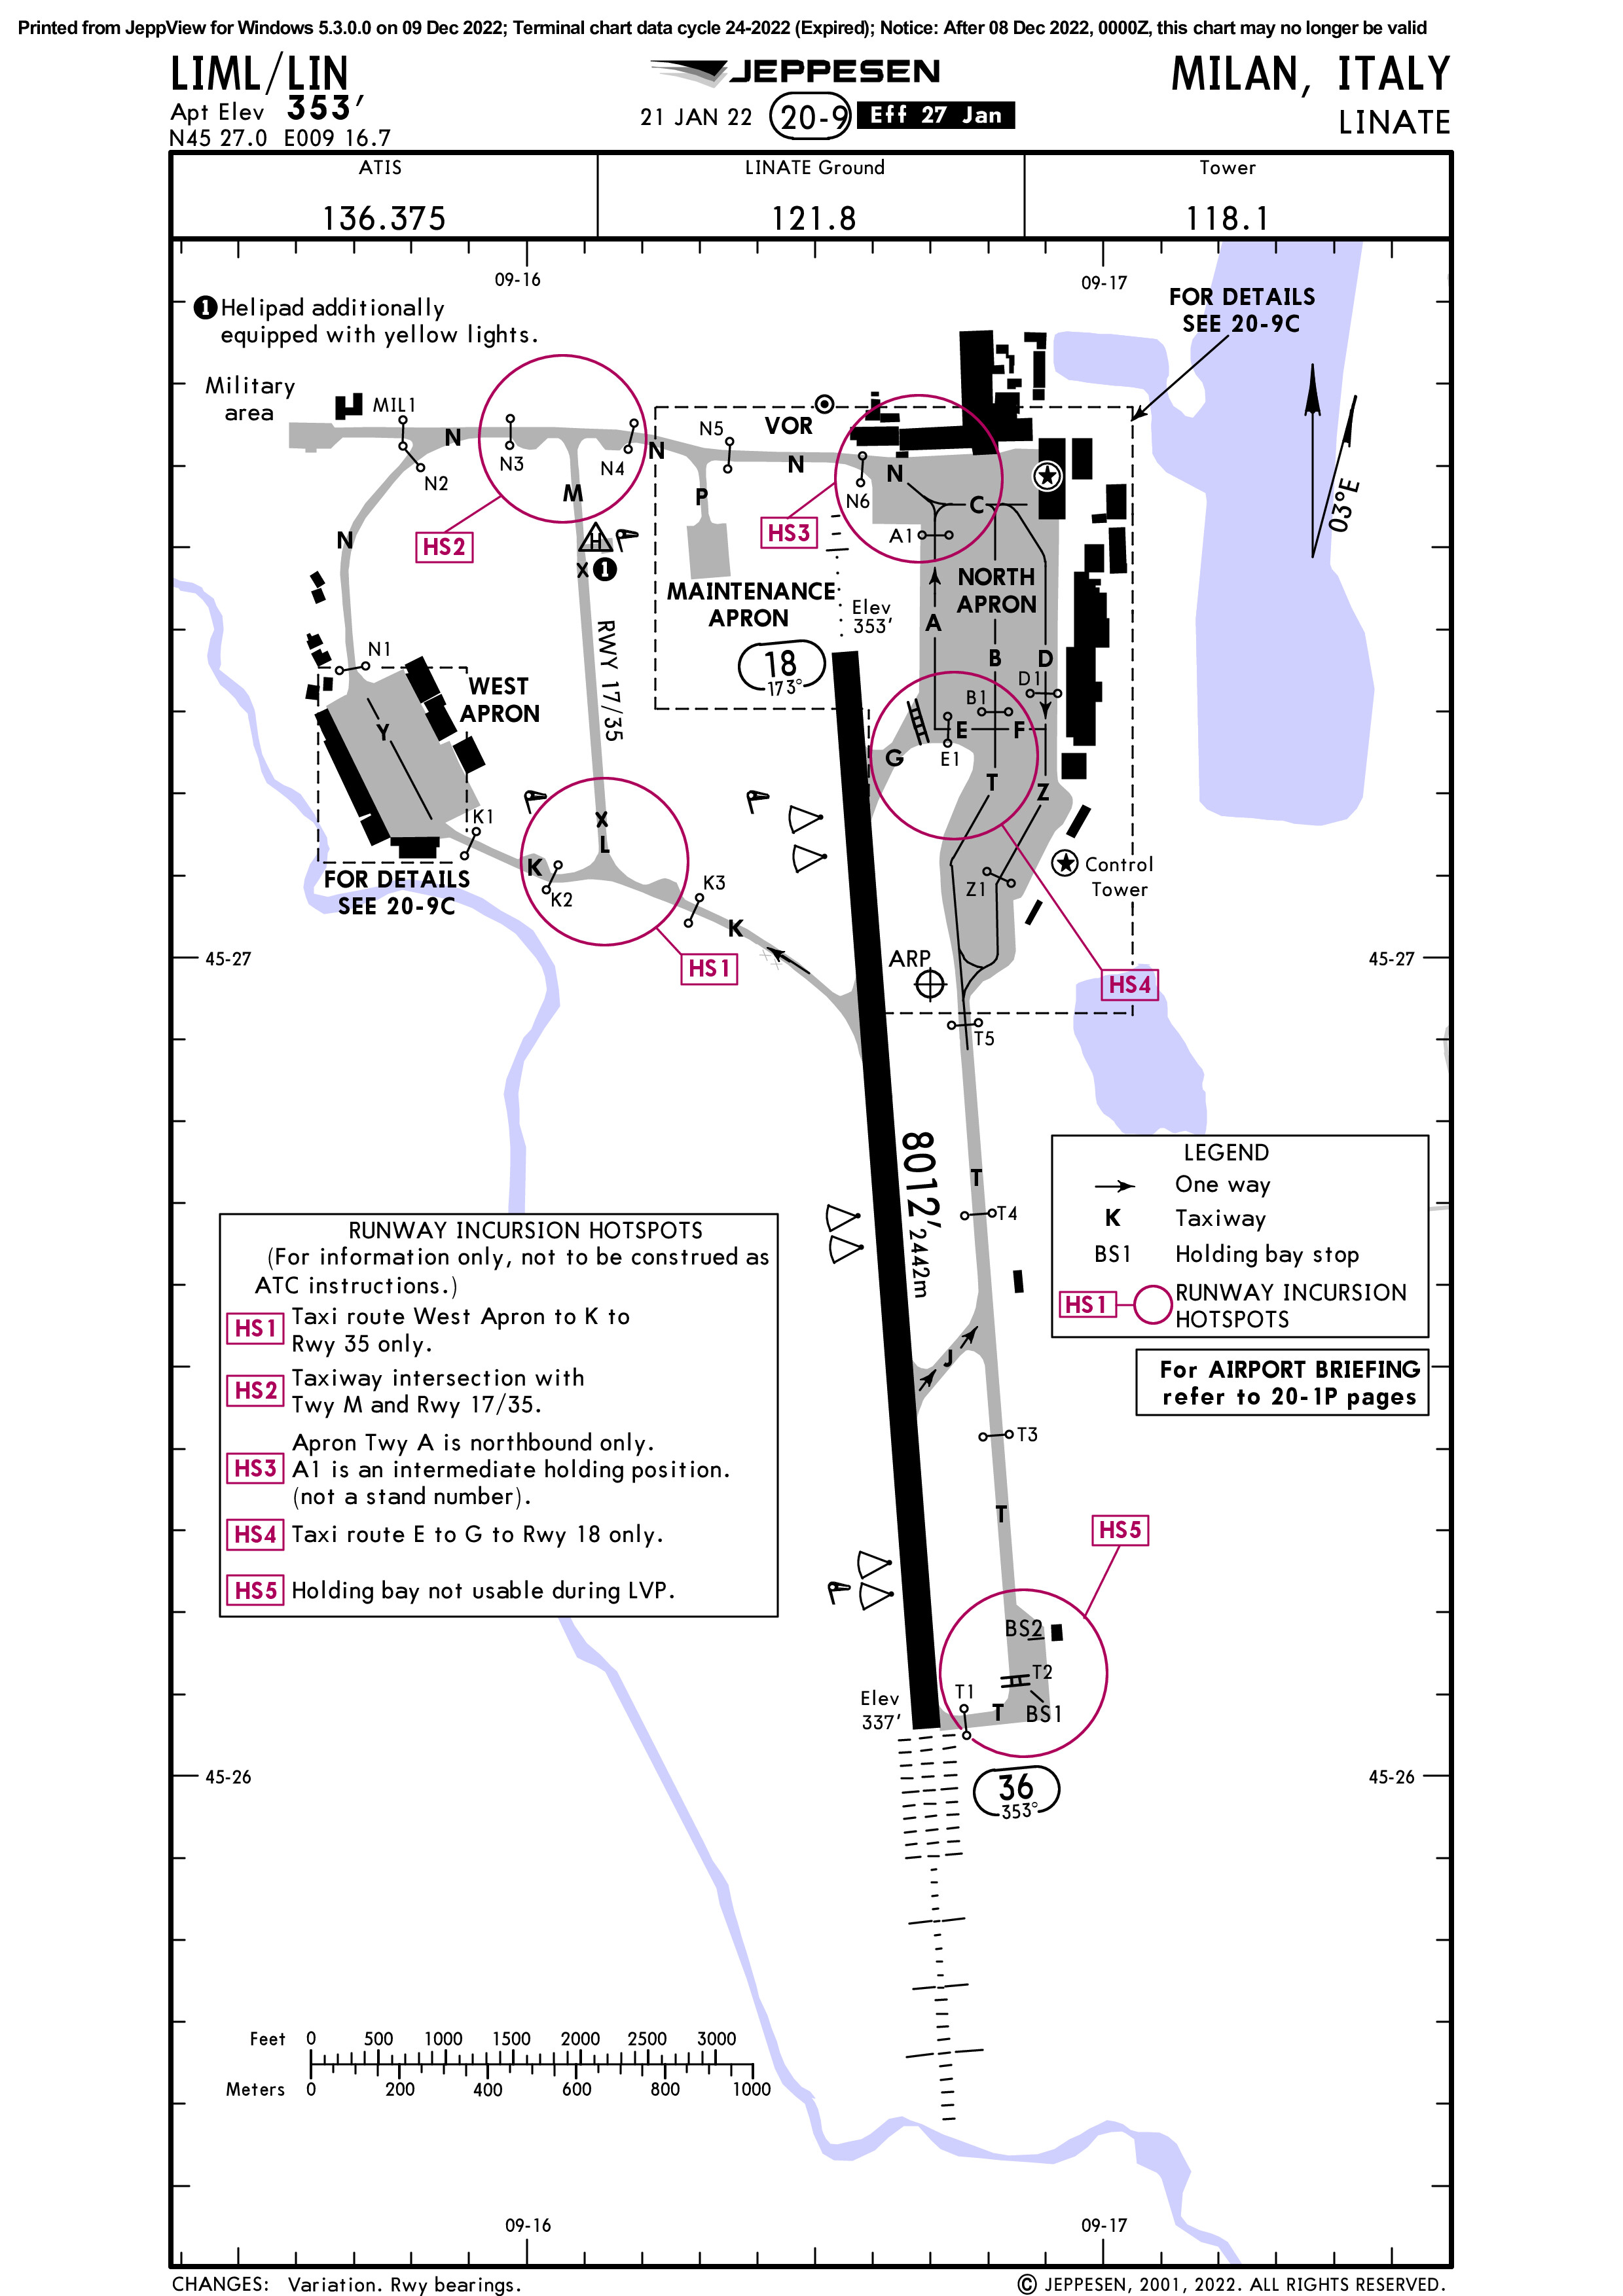 Printed from JeppView for Windows 5.3.0.0 on 09 Dec 2022; Terminal chart data cycle 24-2022 (Expired); Notice: After 08 Dec 2022, 0000Z, this chart may no longer be valid
LIML/LIN
Apt Elev 353'
N45 27.0 E009 16.7
JEPPESEN
21 JAN 22 20-9 Eff 27 Jan
MILAN, ITALY
LINATE
ATIS
136.375
LINATE Ground
121.8
Tower
118.1
09-16
09-17
1 Helipad additionally
equipped with yellow lights.
FOR DETAILS
SEE 20-9C
Military
area
MIL1
N
N3
N4
N
N5
VOR
N
N
N6
N2
M
P
C
A1
HS2
HS3
H
X 1
N
03°E
MAINTENANCE
APRON
NORTH
APRON
Elev
353'
A
RWY 17/35
18
173°
B
D
D1
N1
WEST
APRON
Y
B1
E
F
G
E1
T
Z
K1
X
L
K
K2
K3
K
Z1
Control
Tower
FOR DETAILS
SEE 20-9C
HS1
ARP
HS4
45-27
45-27
T5
8012'
2442m
T
T4
LEGEND
One way
K Taxiway
BS1 Holding bay stop
HS1 RUNWAY INCURSION
HOTSPOTS
For AIRPORT BRIEFING
refer to 20-1P pages
RUNWAY INCURSION HOTSPOTS
(For information only, not to be construed as
ATC instructions.)
HS1 Taxi route West Apron to K to
Rwy 35 only.
HS2 Taxiway intersection with
Twy M and Rwy 17/35.
HS3 Apron Twy A is northbound only.
A1 is an intermediate holding position.
(not a stand number).
HS4 Taxi route E to G to Rwy 18 only.
HS5 Holding bay not usable during LVP.
J
T3
T
HS5
BS2
T2
T1
T
BS1
Elev
337'
45-26
45-26
36
353°
Feet 0 500 1000 1500 2000 2500 3000
Meters 0 200 400 600 800 1000
09-16
09-17
CHANGES: Variation. Rwy bearings.
© JEPPESEN, 2001, 2022. ALL RIGHTS RESERVED.